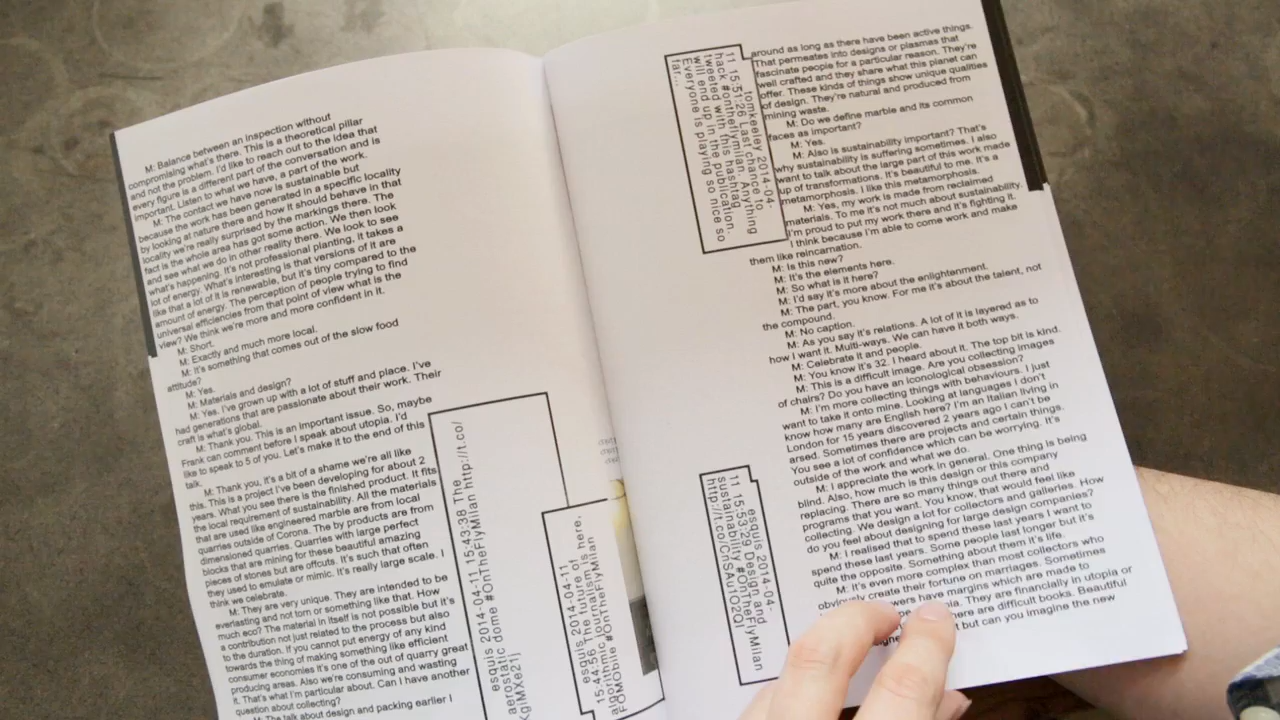 M: Balance between an inspection without
compromising what's there. This is a theoretical pillar
and not the problem. I'd like to reach out to the idea that
every figure is a different part of the conversation and is
important. Listen to what we have, a part of the work.
M: The contact we have now is sustainable but
because the work has been generated in a specific locality
by looking at nature there and how it should behave in that
locality we're really surprised by the markings there. The
fact is the whole area has got some action. We then look
and see what we do in other reality there. We look to see
what's happening. It's not professional planting, it takes a
lot of energy. What's interesting is that versions of it are
like that a lot of it is renewable, but it's tiny compared to the
amount of energy. The perception of people trying to find
universal efficiencies from that point of view what is the
view? We think we're more and more confident in it.
M: Short.
M: Exactly and much more local.
M: It's something that comes out of the slow food
attitude?
M: Yes.
M: Materials and design?
M: Yes. I've grown up with a lot of stuff and place. I've
had generations that are passionate about their work. Their
craft is what's global.
M: Thank you. This is an important issue. So, maybe
Frank can comment before I speak about utopia. I'd
like to speak to 5 of you. Let's make it to the end of this
talk.
M: Thank you, it's a bit of a shame we're all like
this. This is a project I've been developing for about 2
years. What you see there is the finished product. It fits
the local requirement of sustainability. All the materials
that are used like engineered marble are from local
quarries outside of Corona. The by products are from
dimensioned quarries. Quarries with large perfect
blocks that are mining for these beautiful amazing
pieces of stones but are offcuts. It's such that often
they used to emulate or mimic. It's really large scale. I
think we celebrate.
M: They are very unique. They are intended to be
everlasting and not torn or something like that. How
much eco? The material in itself is not possible but it's
a contribution not just related to the process but also
to the duration. If you cannot put energy of any kind
towards the thing of making something like efficient
consumer economies it's one of the out of quarry great
producing areas. Also we're consuming and wasting
it. That's what I'm particular about. Can I have another
question about collecting?
M: The talk about design and packing earlier I
esquis 2014-04-11 15:43:38 The
aerostatic dome #OnTheFlyMilan http://t.co/
KgiMXe21j
esquis 2014-04-11
15:44:56 The future of
algorithmic journalism is here,
FOMObile #OnTheFlyMilan
tomkeeley 2014-04-
11 15:51:26 Last chance to
hack #ontheflymilan. Anything
tweeted with this hashtag
will end up in the publication.
Everyone is playing so nice so
far...
around as long as there have been active things.
That permeates into designs or plasmas that
fascinate people for a particular reason. They're
well crafted and they share what this planet can
offer. These kinds of things show unique qualities
of design. They're natural and produced from
mining waste.
M: Do we define marble and its common
faces as important?
M: Yes.
M: Also is sustainability important? That's
why sustainability is suffering sometimes. I also
want to talk about the large part of this work made
up of transformations. It's beautiful to me. It's a
metamorphosis. I like this metamorphosis.
M: Yes, my work is made from reclaimed
materials. To me it's not much about sustainability.
I'm proud to put my work there and it's fighting it.
I think because I'm able to come work and make
them like reincarnation.
M: Is this new?
M: It's the elements here.
M: So what is it here?
M: I'd say it's more about the enlightenment.
M: The part, you know. For me it's about the talent, not
the compound.
M: No caption.
M: As you say it's relations. A lot of it is layered as to
how I want it. Multi-ways. We can have it both ways.
M: Celebrate it and people.
M: You know it's 32. I heard about it. The top bit is kind.
M: This is a difficult image. Are you collecting images
of chairs? Do you have an iconological obsession?
M: I'm more collecting things with behaviours. I just
want to take it onto mine. Looking at languages I don't
know how many are English here? I'm an Italian living in
London for 15 years discovered 2 years ago I can't be
arsed. Sometimes there are projects and certain things.
You see a lot of confidence which can be worrying. It's
outside of the work and what we do.
M: I appreciate the work in general. One thing is being
blind. Also, how much is this design or this company
replacing. There are so many things out there and
programs that you want. You know, that would feel like
collecting. We design a lot for collectors and galleries. How
do you feel about designing for large design companies?
M: I realised that to spend these last years I want to
spend these last years. Some people last longer but it's
quite the opposite. Something about them it's life.
M: It's even more complex than most collectors who
obviously create their fortune on marriages. Sometimes
have margins which are made to
They are financially in utopia or
here are difficult books. Beautiful
but can you imagine the new
esquis 2014-04-
11 15:53:29 Design and
sustainability #OnTheFlyMilan